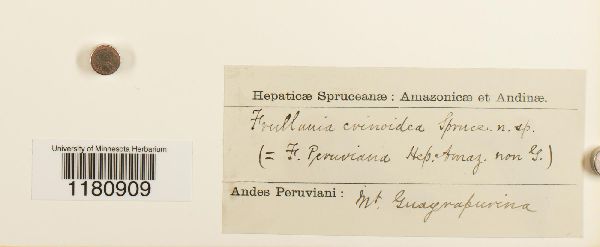 Hepaticæ Spruceanæ: Amazonicæ et Andinæ.
Frullania crinoidea Spruce. n. sp.
(= F. Peruviana Hep. Amaz. non G.)
Andes Peruviani: Mt. Guayrapurina
University of Minnesota Herbarium
1180909